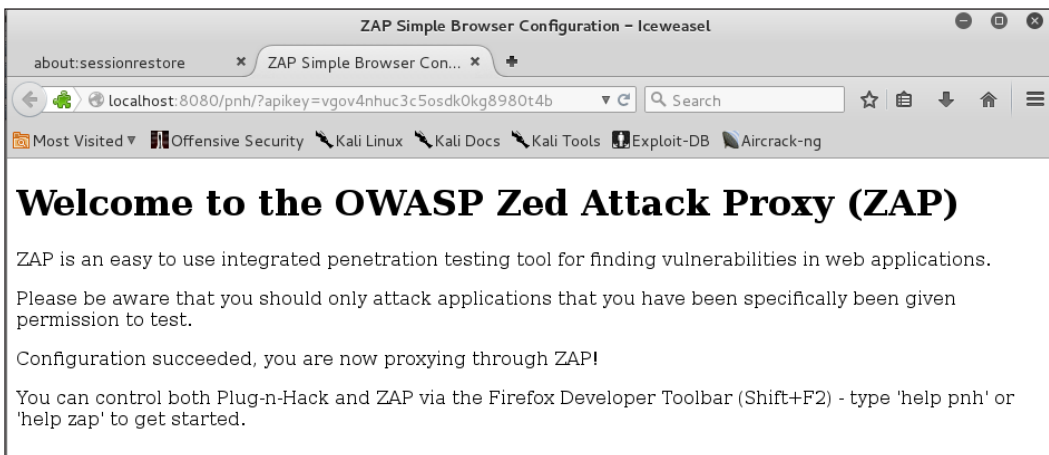 ZAP Simple Browser Configuration – Iceweasel
about:sessionrestore
ZAP Simple Browser Con...
localhost:8080/pnh/?apikey=vgov4nhuc3c5osdk0kg8980t4b
Search
Most Visited
Offensive Security
Kali Linux
Kali Docs
Kali Tools
Exploit-DB
Aircrack-ng
Welcome to the OWASP Zed Attack Proxy (ZAP)
ZAP is an easy to use integrated penetration testing tool for finding vulnerabilities in web applications.
Please be aware that you should only attack applications that you have been specifically been given
permission to test.
Configuration succeeded, you are now proxying through ZAP!
You can control both Plug-n-Hack and ZAP via the Firefox Developer Toolbar (Shift+F2) - type 'help pnh' or
'help zap' to get started.